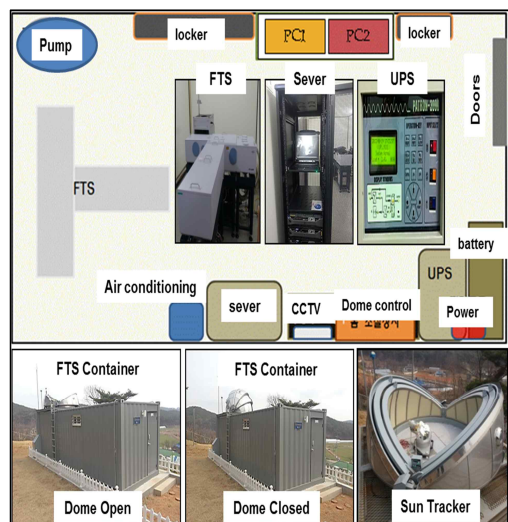 Pump
locker
PC1
PC2
locker
Doors
FTS
Sever
UPS
FTS
Air conditioning
sever
CCTV
Dome control
UPS
battery
Power
FTS Container
Dome Open
FTS Container
Dome Closed
Sun Tracker